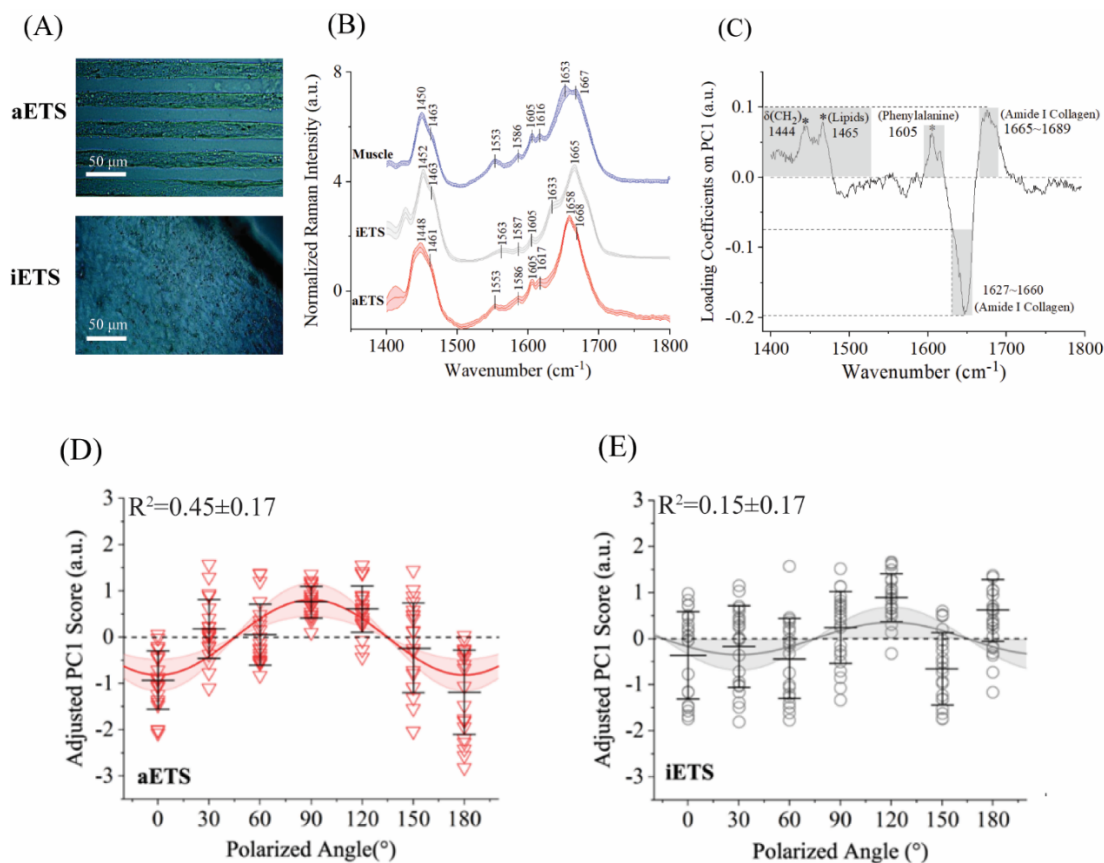 (A)
aETS
50 μm
iETS
50 μm
(B)
Normalized Raman Intensity (a.u.)
8
4
0
Muscle
iETS
aETS
1450
1463
1553
1586
1605
1616
1653
1667
1452
1463
1563
1587
1605
1633
1665
1448
1461
1553
1586
1605
1617
1658
1668
1400 1500 1600 1700 1800
Wavenumber (cm⁻¹)
(C)
Loading Coefficients on PC1 (a.u.)
0.1
0.0
-0.1
-0.2
δ(CH₂) * * (Lipids)
1444 1465
(Phenylalanine)
1605 *
(Amide I Collagen)
1665~1689
1627~1660
(Amide I Collagen)
1400 1500 1600 1700 1800
Wavenumber (cm⁻¹)
(D)
R²=0.45±0.17
Adjusted PC1 Score (a.u.)
3
2
1
0
-1
-2
-3
aETS
0 30 60 90 120 150 180
Polarized Angle(°)
(E)
R²=0.15±0.17
Adjusted PC1 Score (a.u.)
3
2
1
0
-1
-2
-3
iETS
0 30 60 90 120 150 180
Polarized Angle (°)